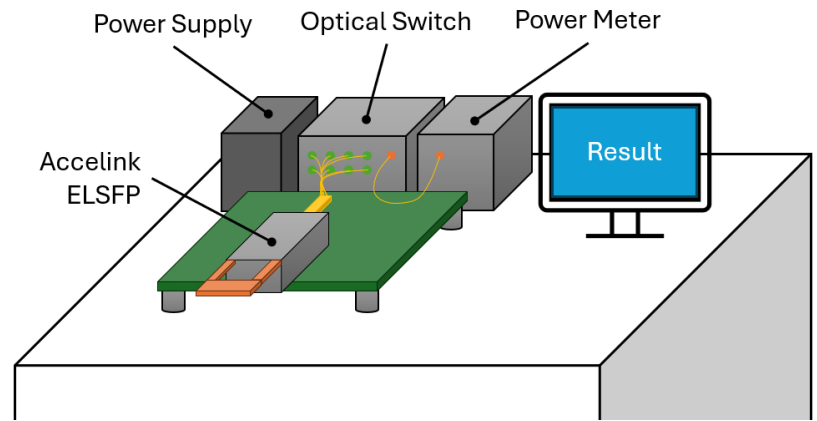 Power Supply
Optical Switch
Power Meter
Accelink
ELSFP
Result